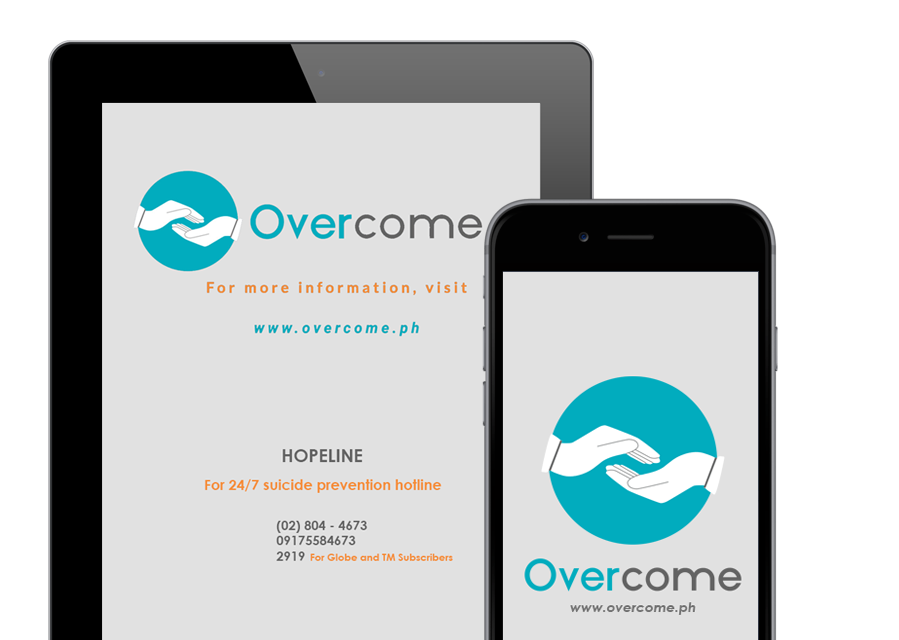 Overcome
For more information, visit
www.overcome.ph
HOPELINE
For 24/7 suicide prevention hotline
(02) 804 - 4673
09175584673
2919 For Globe and TM Subscribers
Overcome
www.overcome.ph